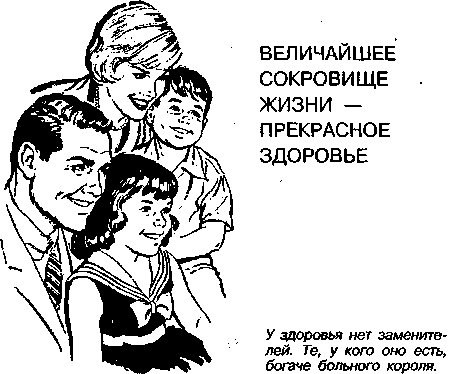 ВЕЛИЧАЙШЕЕ
СОКРОВИЩЕ
ЖИЗНИ —
ПРЕКРАСНОЕ
ЗДОРОВЬЕ
У здоровья нет замените-
лей. Те, у кого оно есть,
богаче больного короля.